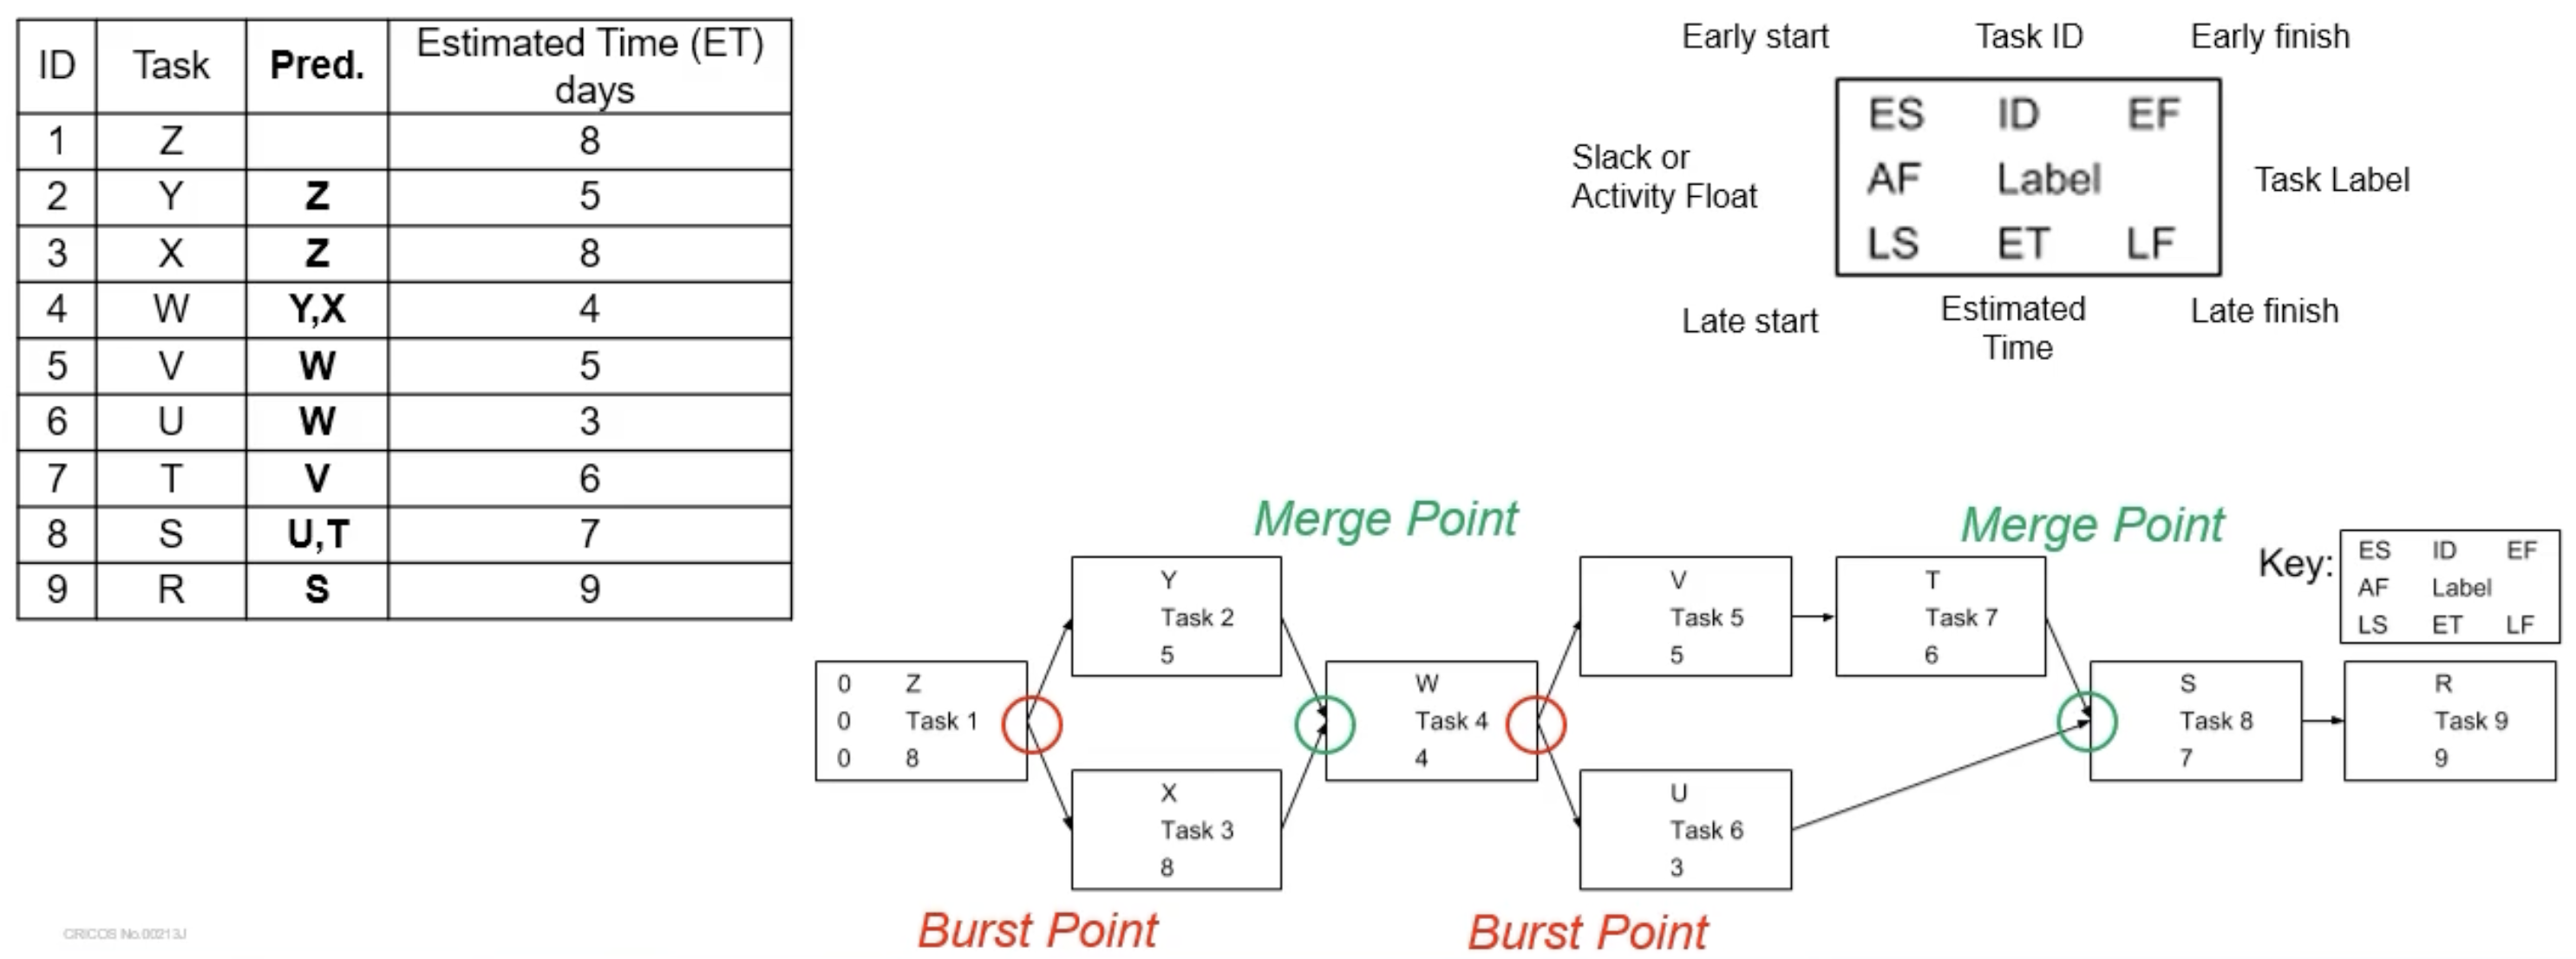 ID Task Pred. Estimated Time (ET) days
1 Z 8
2 Y Z 5
3 X Z 8
4 W Y,X 4
5 V W 5
6 U W 3
7 T V 6
8 S U,T 7
9 R S 9
Early start Task ID Early finish
ES ID EF
Slack or
Activity Float
AF Label
Task Label
LS ET LF
Late start
Estimated
Time
Late finish
Merge Point
Merge Point
Key:
ES ID EF
AF Label
LS ET LF
0 Z
0 Task 1
0 8
Y
Task 2
5
X
Task 3
8
W
Task 4
4
V
Task 5
5
U
Task 6
3
T
Task 7
6
S
Task 8
7
R
Task 9
9
Burst Point
Burst Point
CRICOS No.00213J